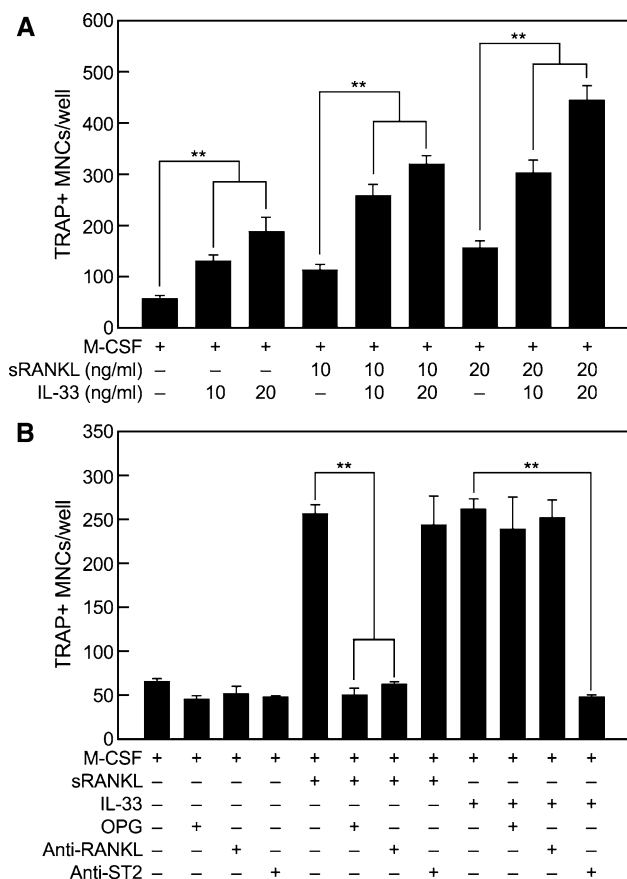 A
600
500
400
300
200
100
0
TRAP+ MNCs/well
**
**
**
M-CSF + + + + + + + + +
sRANKL (ng/ml) – – – 10 10 10 20 20 20
IL-33 (ng/ml) – 10 20 – 10 20 – 10 20
B
350
300
250
200
150
100
50
0
TRAP+ MNCs/well
**
**
M-CSF + + + + + + + + + + + +
sRANKL – – – – + + + + – – – –
IL-33 – – – – – – – – + + + +
OPG – + – – – + – – – + – –
Anti-RANKL – – + – – – + – – – + –
Anti-ST2 – – – + – – – + – – – +